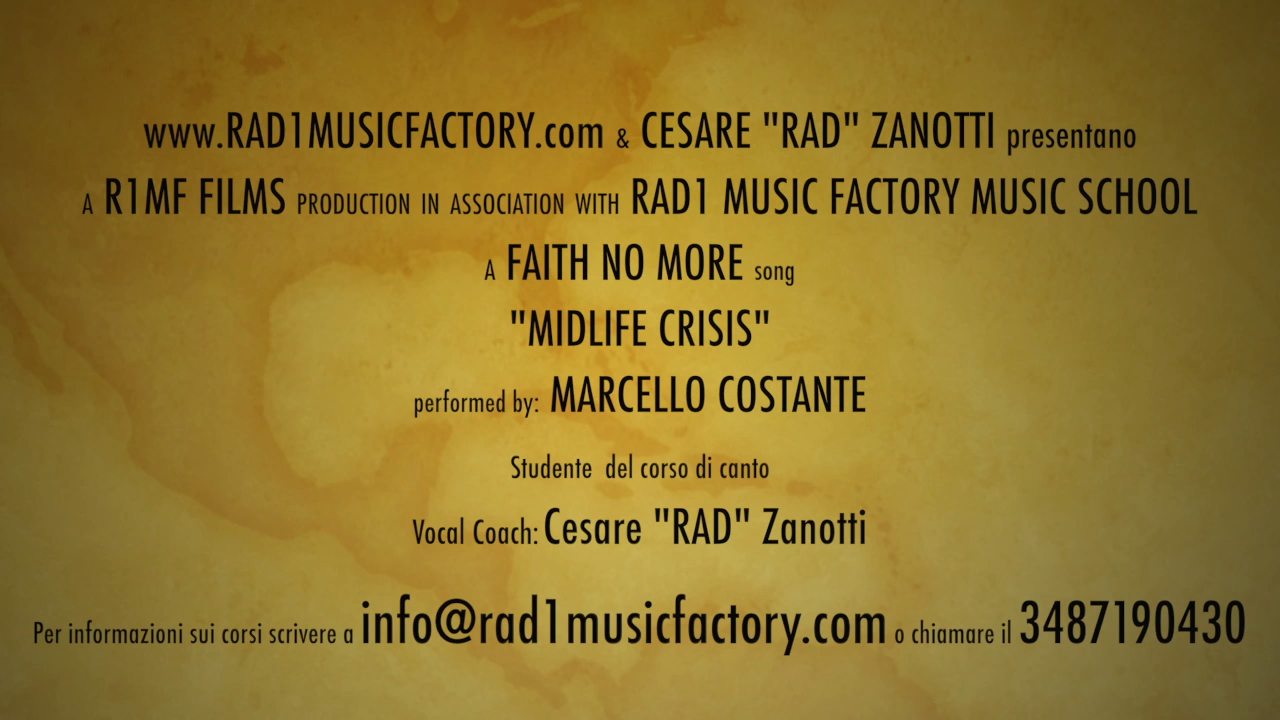 www.RAD1MUSICFACTORY.com & CESARE "RAD" ZANOTTI presentano
A R1MF FILMS PRODUCTION IN ASSOCIATION WITH RAD1 MUSIC FACTORY MUSIC SCHOOL
A FAITH NO MORE song
"MIDLIFE CRISIS"
performed by: MARCELLO COSTANTE
Studente del corso di canto
Vocal Coach: Cesare "RAD" Zanotti
Per informazioni sui corsi scrivere a info@rad1musicfactory.com o chiamare il 3487190430